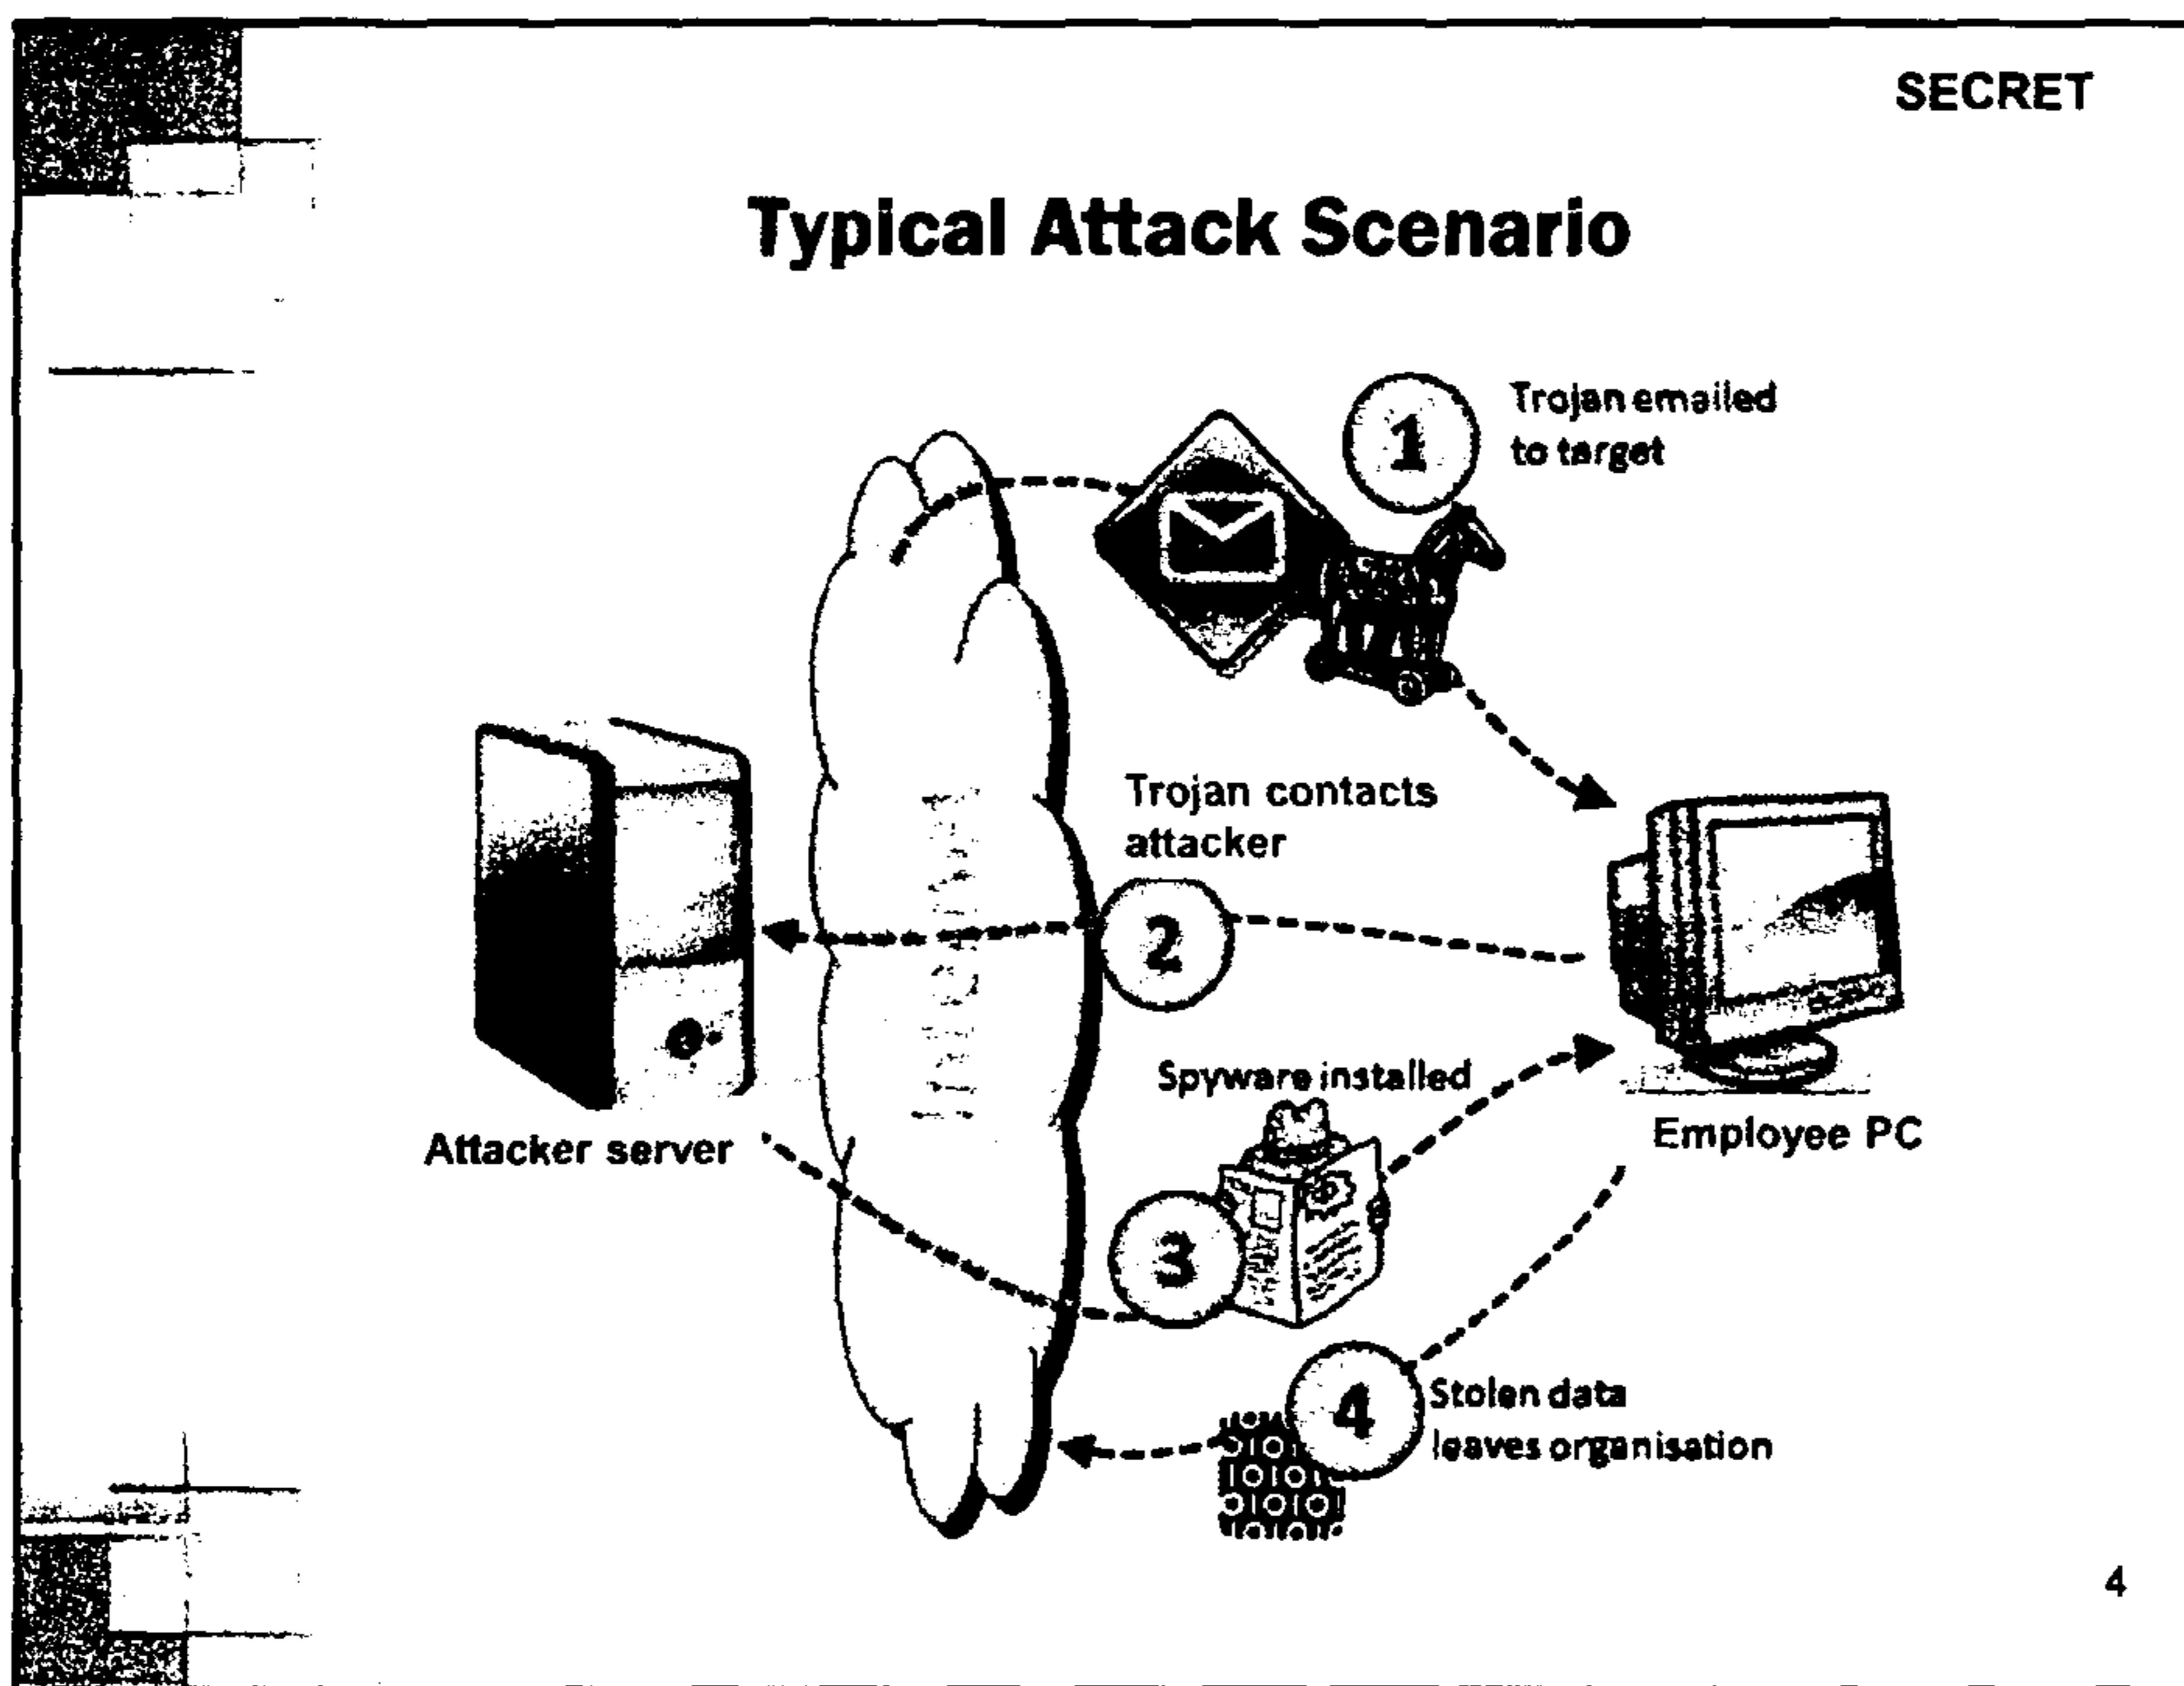 SECRET
Typical Attack Scenario
1
Trojan emailed
to target
Trojan contacts
attacker
2
Spyware installed
Attacker server
Employee PC
3
4
Stolen data
leaves organisation
4